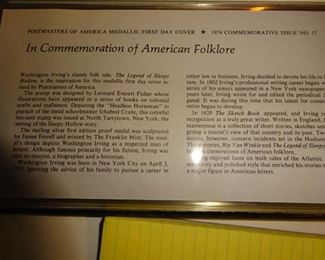 POSTMASTERS OF AMERICA MEDALLIC FIRST DAY COVER ★ 1974 COMMEMORATIVE ISSUE NO. 17
In Commemoration of American Folklore
Washington Irving's classic folk tale, The Legend of Sleepy
Hollow, is the inspiration for this medallic first day cover is-
sued by Postmasters of America.
The stamp was designed by Leonard Everett Fisher whose
illustrations have appeared in a series of books on colonial
crafts and craftsmen. Depicting the "Headless Horseman" in
pursuit of the timid schoolmaster Ichabod Crane, this colorful
ten-cent stamp was issued at North Tarrytown, New York, the
setting of the Sleepy Hollow story.
The sterling silver first edition proof medal was sculptured
by James Ferrell and minted by The Franklin Mint. The med-
al's design depicts Washington Irving as a respected man of
letters. Although famous primarily for his fiction, Irving was
also an essayist, a biographer and a historian.
Washington Irving was born in New York City on April 3,
1783. Ignoring the advice of his family to pursue a career in
either law or business, Irving decided to devote his life to
ture. In 1802 Irving's professional writing career began w
series of his essays appeared in a New York newspaper
years later, Irving wrote for and edited the periodical
gundi. It was during this time that his talent for com
satire began to develop.
In 1820 The Sketch Book appeared, and Irving
recognition as a truly great writer. Written in England,
masterpiece is a collection of short stories, sketches an
giving a tourist's view of that country and its past. Two
stories, however, concern incidents set in the Hudson
These stories, Rip Van Winkle and The Legend of Sleepy
cornerstones of American folklore.
enjoyed fame on both sides of the Atlantic.
and polished style that enriched his stories
a major figure in American letters.